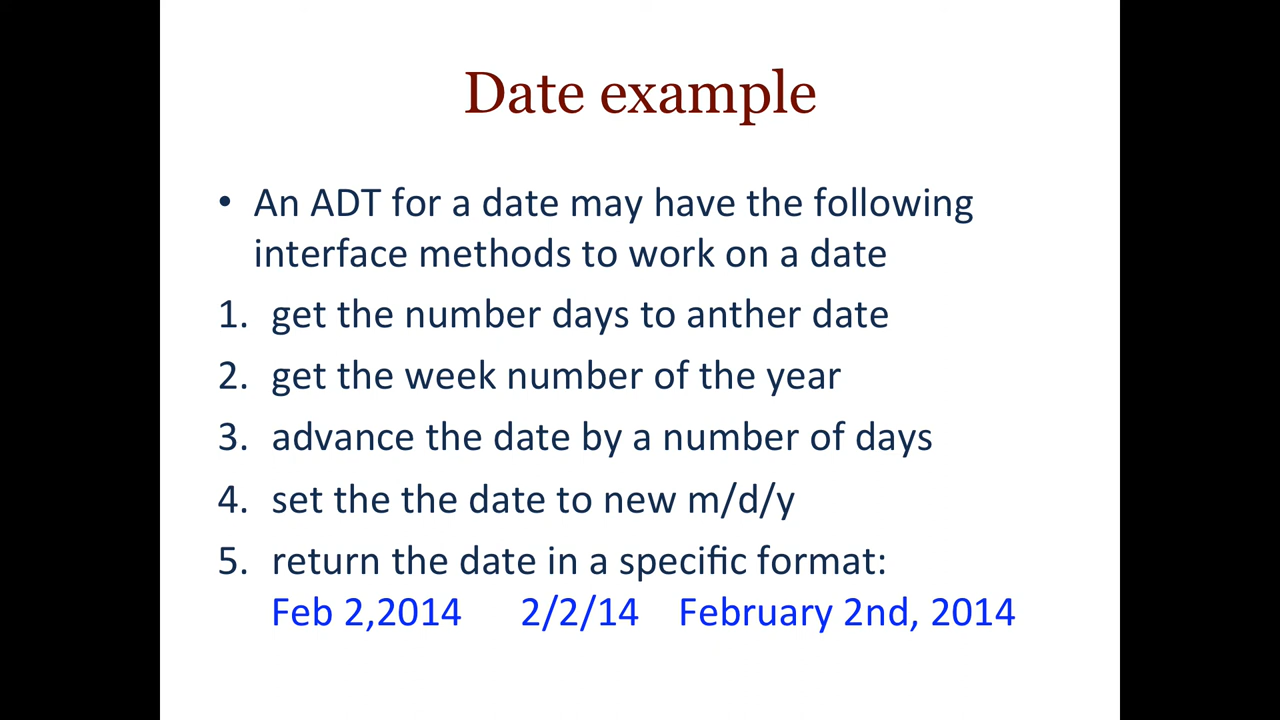 Date example
• An ADT for a date may have the following
interface methods to work on a date
1. get the number days to anther date
2. get the week number of the year
3. advance the date by a number of days
4. set the the date to new m/d/y
5. return the date in a specific format:
Feb 2,2014 2/2/14 February 2nd, 2014